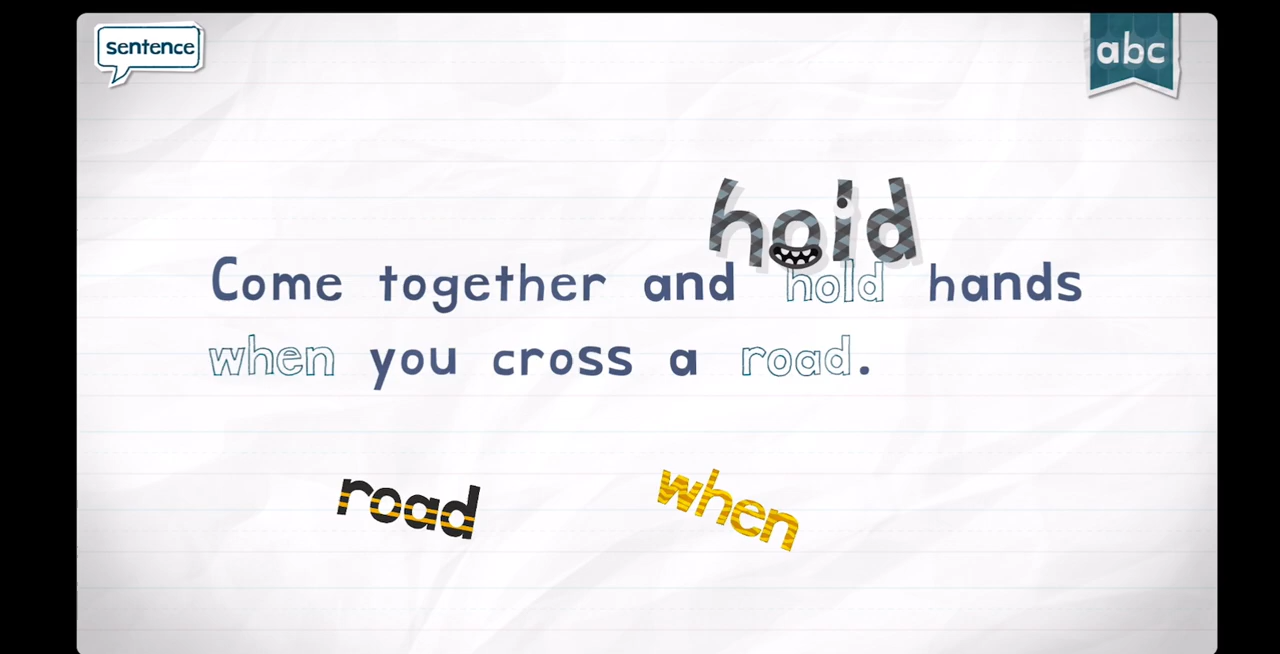 sentence
abc
hold
Come together and hold hands
when you cross a road.
road
when